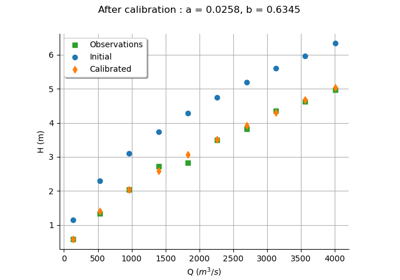 After calibration : a = 0.0258, b = 0.6345
Observations
Initial
Calibrated
H (m)
6
5
4
3
2
1
0 500 1000 1500 2000 2500 3000 3500 4000
Q (m³/s)